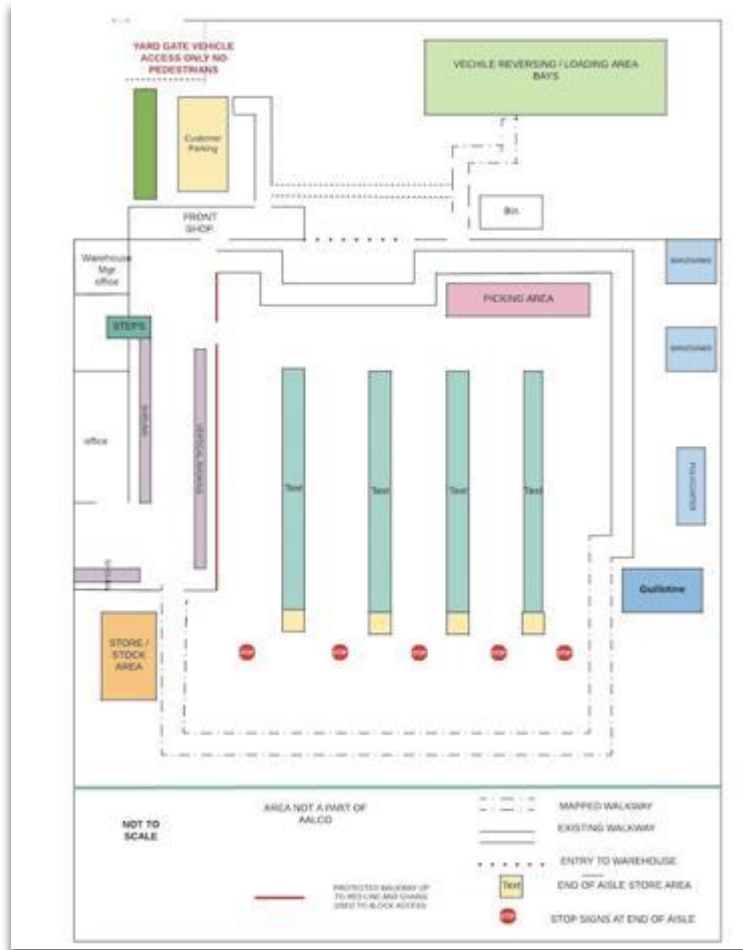 YARD GATE VEHICLE
ACCESS ONLY NO
PEDESTRIANS
VECHILE REVERSING / LOADING AREA
BAYS
Customer
Parking
Bin.
FRONT
SHOP.
Warehouse
Mgr
office
PICKING AREA
STEPS
office
VERTICAL RACKING
Text
Text
Text
Text
Guillotine
STORE /
STOCK
AREA
STOP
STOP
STOP
STOP
STOP
NOT TO
SCALE
AREA NOT A PART OF
AALCO
MAPPED WALKWAY
EXISTING WALKWAY
ENTRY TO WAREHOUSE
Text
END OF AISLE STORE AREA
STOP
STOP SIGNS AT END OF AISLE
PROTECTED WALKWAY UP
TO RED LINE AND CHAINS
USED TO BLOCK ACCESS